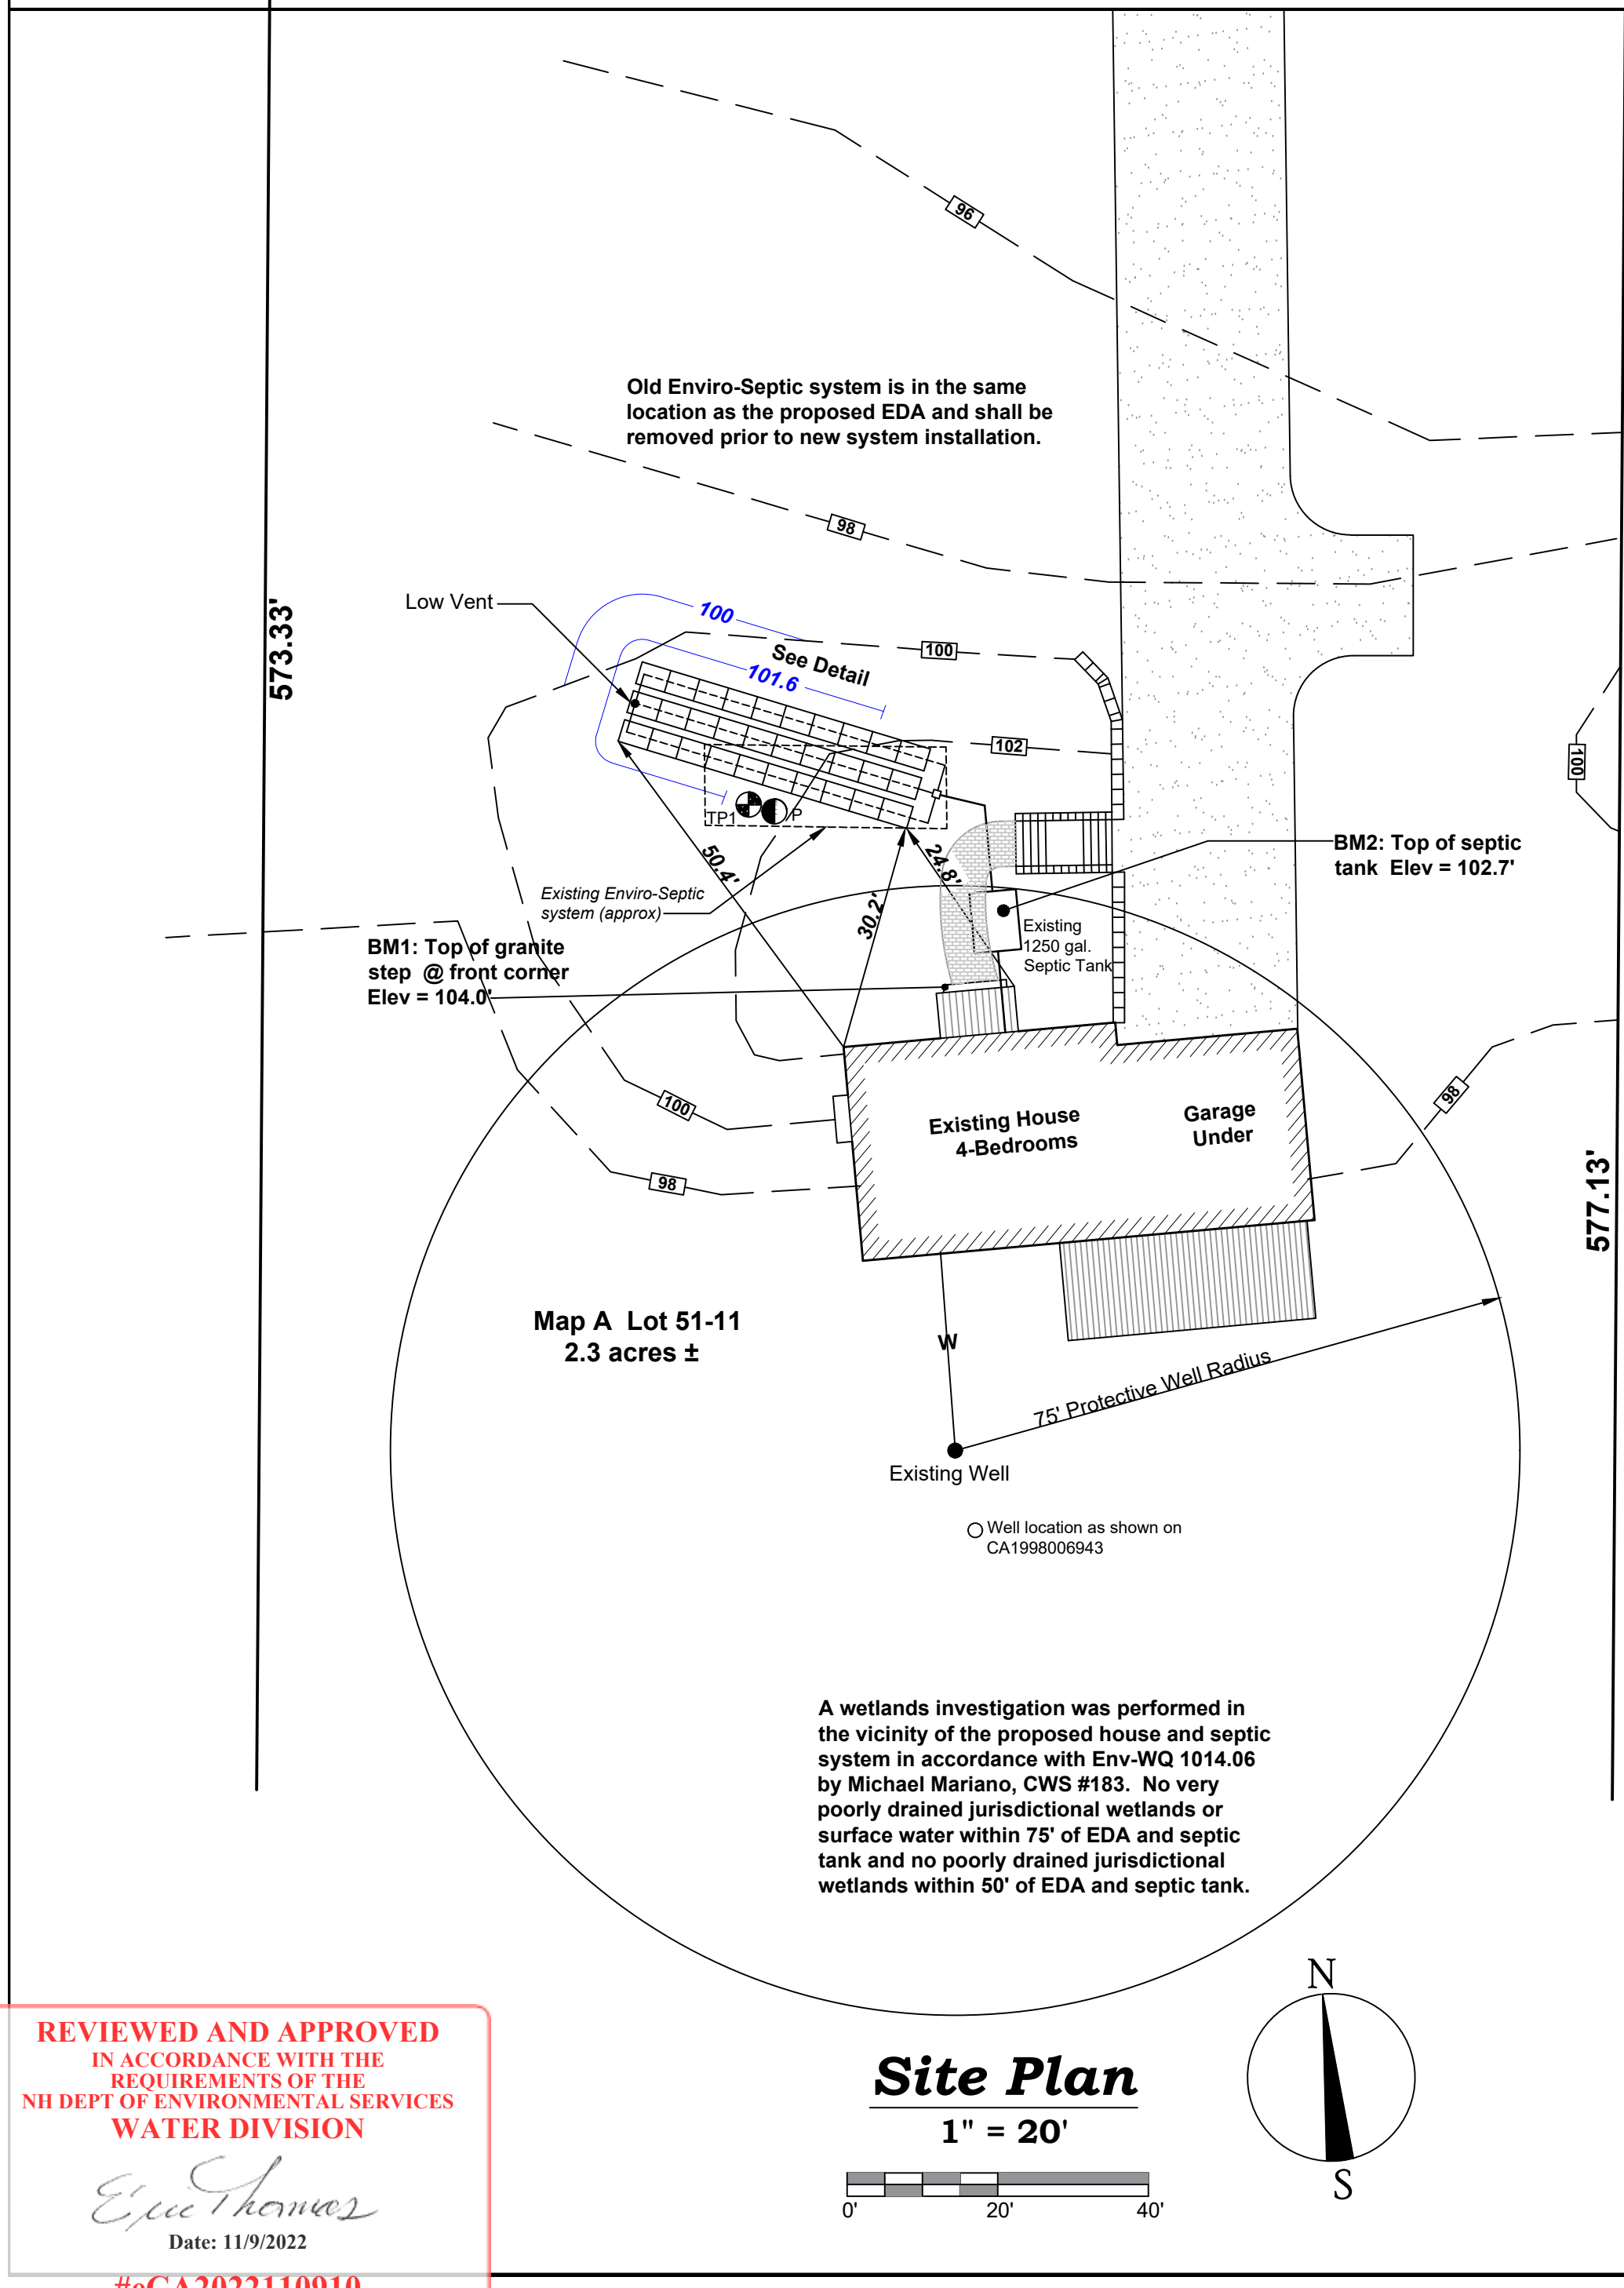 96
Old Enviro-Septic system is in the same
location as the proposed EDA and shall be
removed prior to new system installation.
98
573.33'
Low Vent
100
100
See Detail
101.6
102
100
TP1
P
BM2: Top of septic
tank Elev = 102.7'
50.4'
24.8'
30.2'
Existing Enviro-Septic
system (approx)
Existing
1250 gal.
Septic Tank
BM1: Top of granite
step @ front corner
Elev = 104.0'
100
98
98
Existing House
4-Bedrooms
Garage
Under
577.13'
Map A Lot 51-11
2.3 acres ±
W
75' Protective Well Radius
Existing Well
Well location as shown on
CA1998006943
A wetlands investigation was performed in
the vicinity of the proposed house and septic
system in accordance with Env-WQ 1014.06
by Michael Mariano, CWS #183. No very
poorly drained jurisdictional wetlands or
surface water within 75' of EDA and septic
tank and no poorly drained jurisdictional
wetlands within 50' of EDA and septic tank.
N
S
Site Plan
1" = 20'
0' 20' 40'
REVIEWED AND APPROVED
IN ACCORDANCE WITH THE
REQUIREMENTS OF THE
NH DEPT OF ENVIRONMENTAL SERVICES
WATER DIVISION
Eric Thomas
Date: 11/9/2022
#eCA2022110910